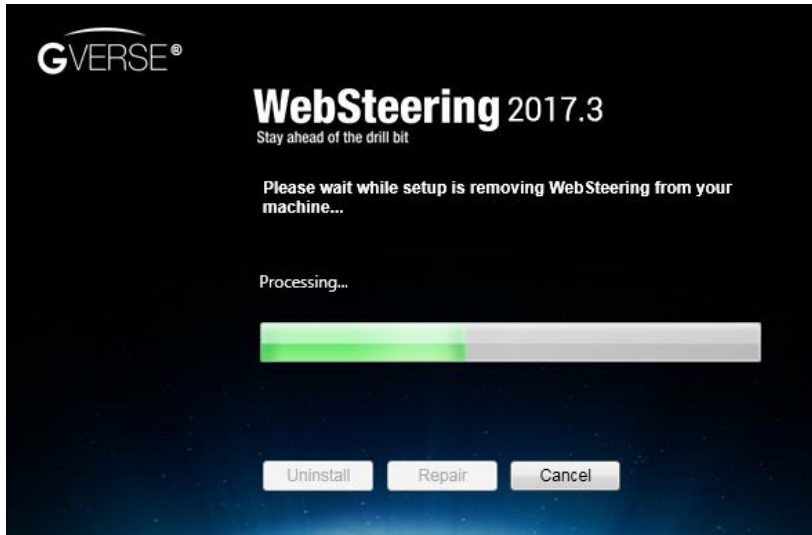 GVERSE®
WebSteering 2017.3
Stay ahead of the drill bit
Please wait while setup is removing WebSteering from your
machine...
Processing...
Uninstall Repair Cancel